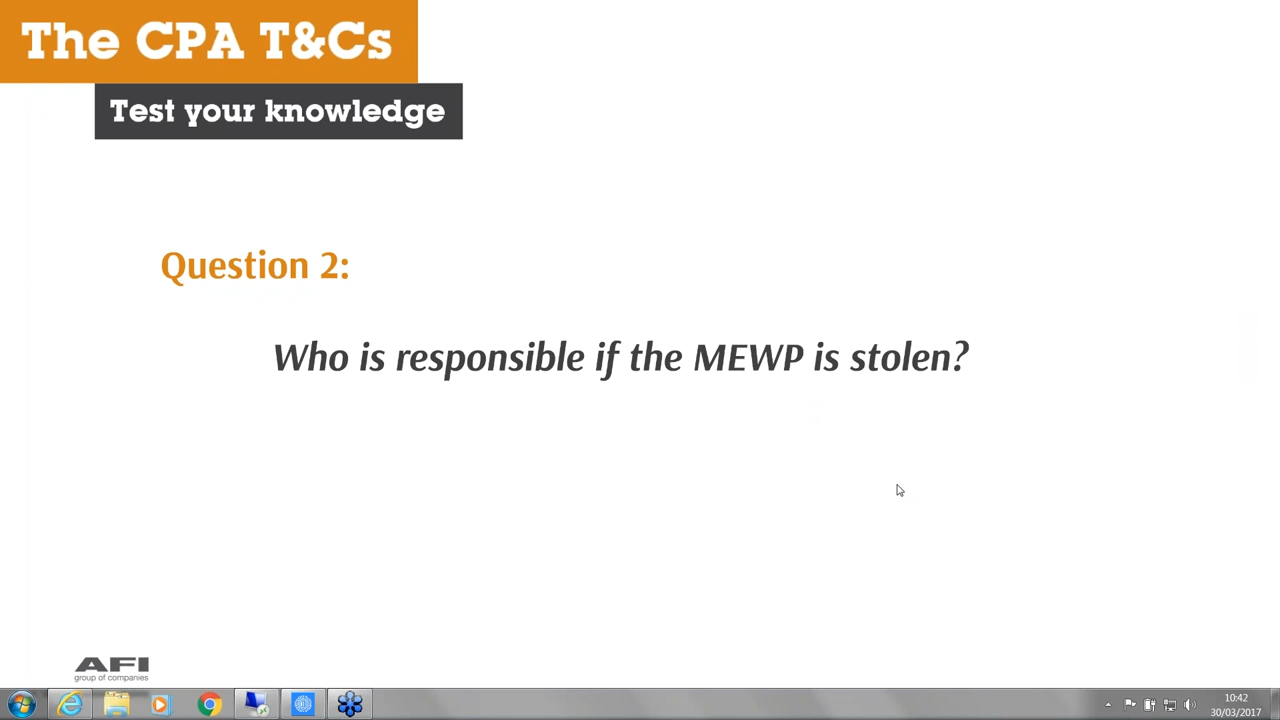 The CPA T&Cs
Test your knowledge
Question 2:
Who is responsible if the MEWP is stolen?
AFI
group of companies
10:42
30/03/2017